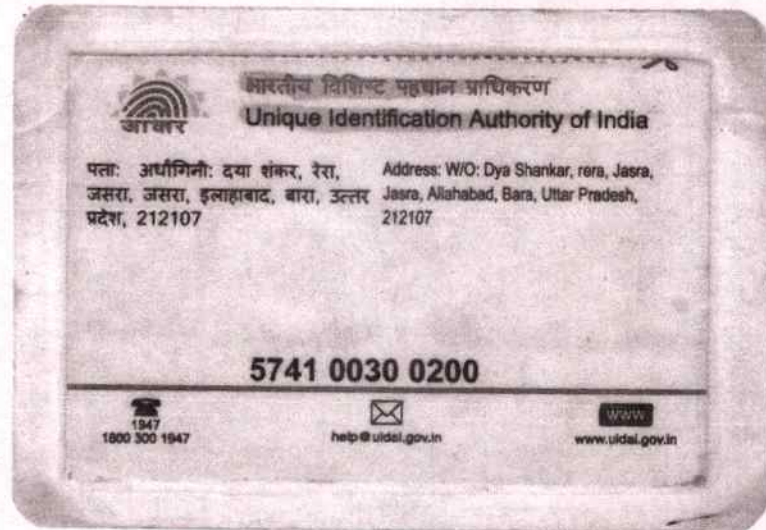 आधार
भारतीय विशिष्ट पहचान प्राधिकरण
Unique Identification Authority of India
पता: अर्धांगिनी: दया शंकर, रेरा,
जसरा, जसरा, इलाहाबाद, बारा, उत्तर
प्रदेश, 212107
Address: W/O: Dya Shankar, rera, Jasra,
Jasra, Allahabad, Bara, Uttar Pradesh,
212107
5741 0030 0200
1947
1800 300 1947
help@uidai.gov.in
WWW
www.uidai.gov.in